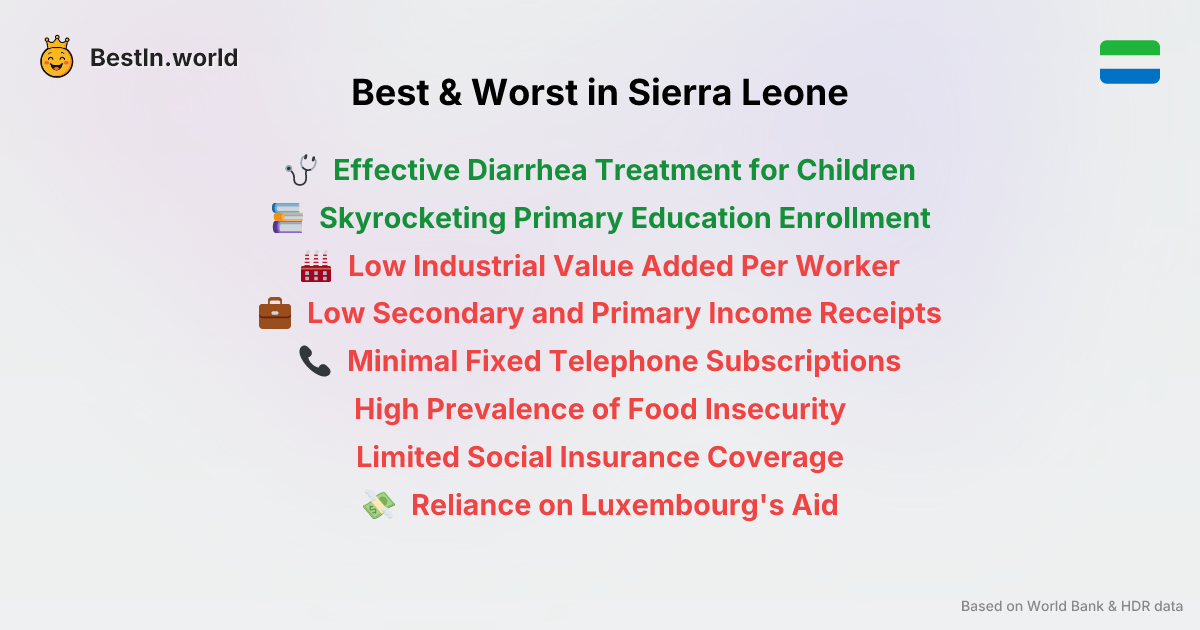 BestIn.world
Best & Worst in Sierra Leone
Effective Diarrhea Treatment for Children
Skyrocketing Primary Education Enrollment
Low Industrial Value Added Per Worker
Low Secondary and Primary Income Receipts
Minimal Fixed Telephone Subscriptions
High Prevalence of Food Insecurity
Limited Social Insurance Coverage
Reliance on Luxembourg's Aid
Based on World Bank & HDR data